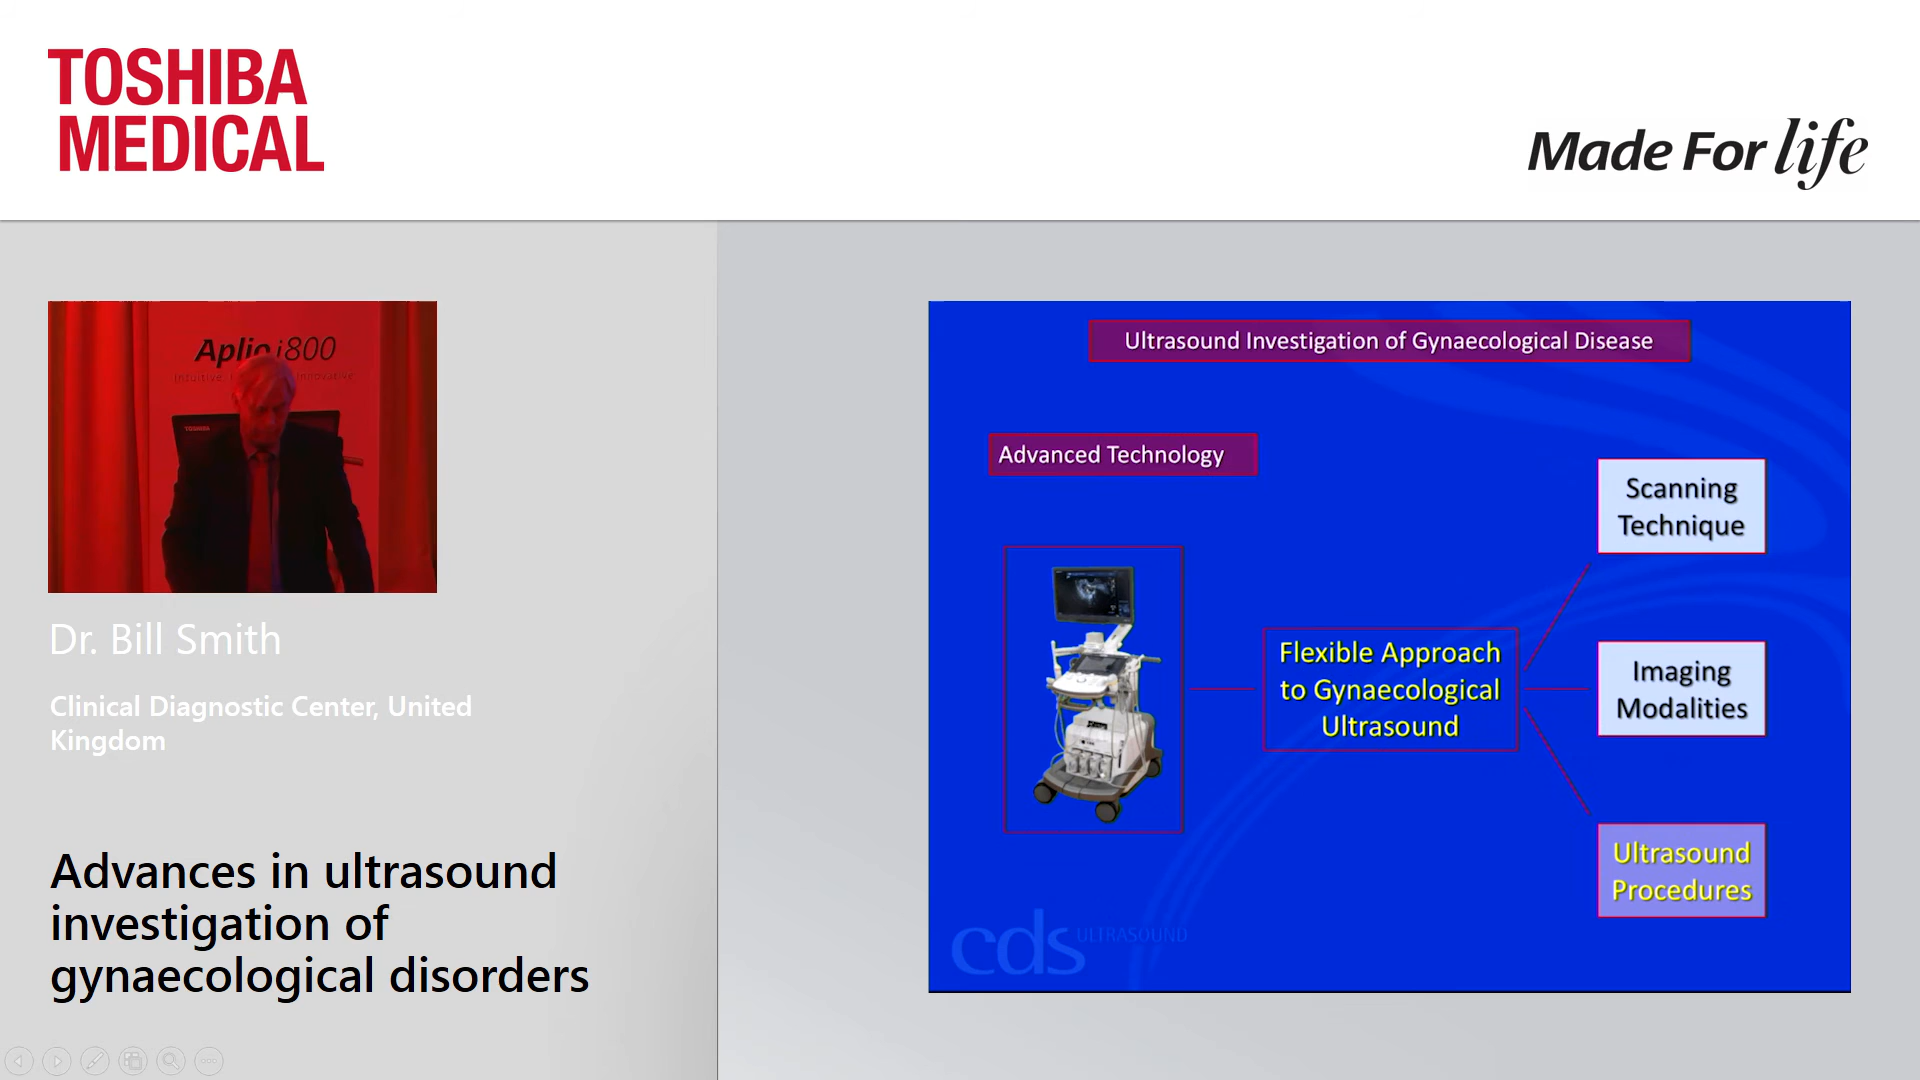 TOSHIBA
MEDICAL
Made For life
Aplio i800
TOSHIBA
Dr. Bill Smith
Clinical Diagnostic Center, United
Kingdom
Advances in ultrasound
investigation of
gynaecological disorders
Ultrasound Investigation of Gynaecological Disease
Advanced Technology
Flexible Approach
to Gynaecological
Ultrasound
Scanning
Technique
Imaging
Modalities
Ultrasound
Procedures
cds ULTRASOUND